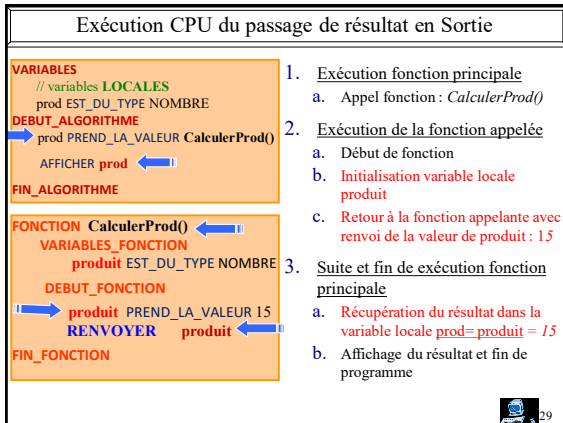 Exécution CPU du passage de résultat en Sortie
VARIABLES
// variables LOCALES
prod EST_DU_TYPE NOMBRE
DEBUT_ALGORITHME
prod PREND_LA_VALEUR CalculerProd()
AFFICHER prod
FIN_ALGORITHME
FONCTION CalculerProd()
VARIABLES_FONCTION
produit EST_DU_TYPE NOMBRE
DEBUT_FONCTION
produit PREND_LA_VALEUR 15
RENVOYER produit
FIN_FONCTION
1. Exécution fonction principale
a. Appel fonction : CalculerProd()
2. Exécution de la fonction appelée
a. Début de fonction
b. Initialisation variable locale
produit
c. Retour à la fonction appelante avec
renvoi de la valeur de produit : 15
3. Suite et fin de exécution fonction
principale
a. Récupération du résultat dans la
variable locale prod= produit = 15
b. Affichage du résultat et fin de
programme
29